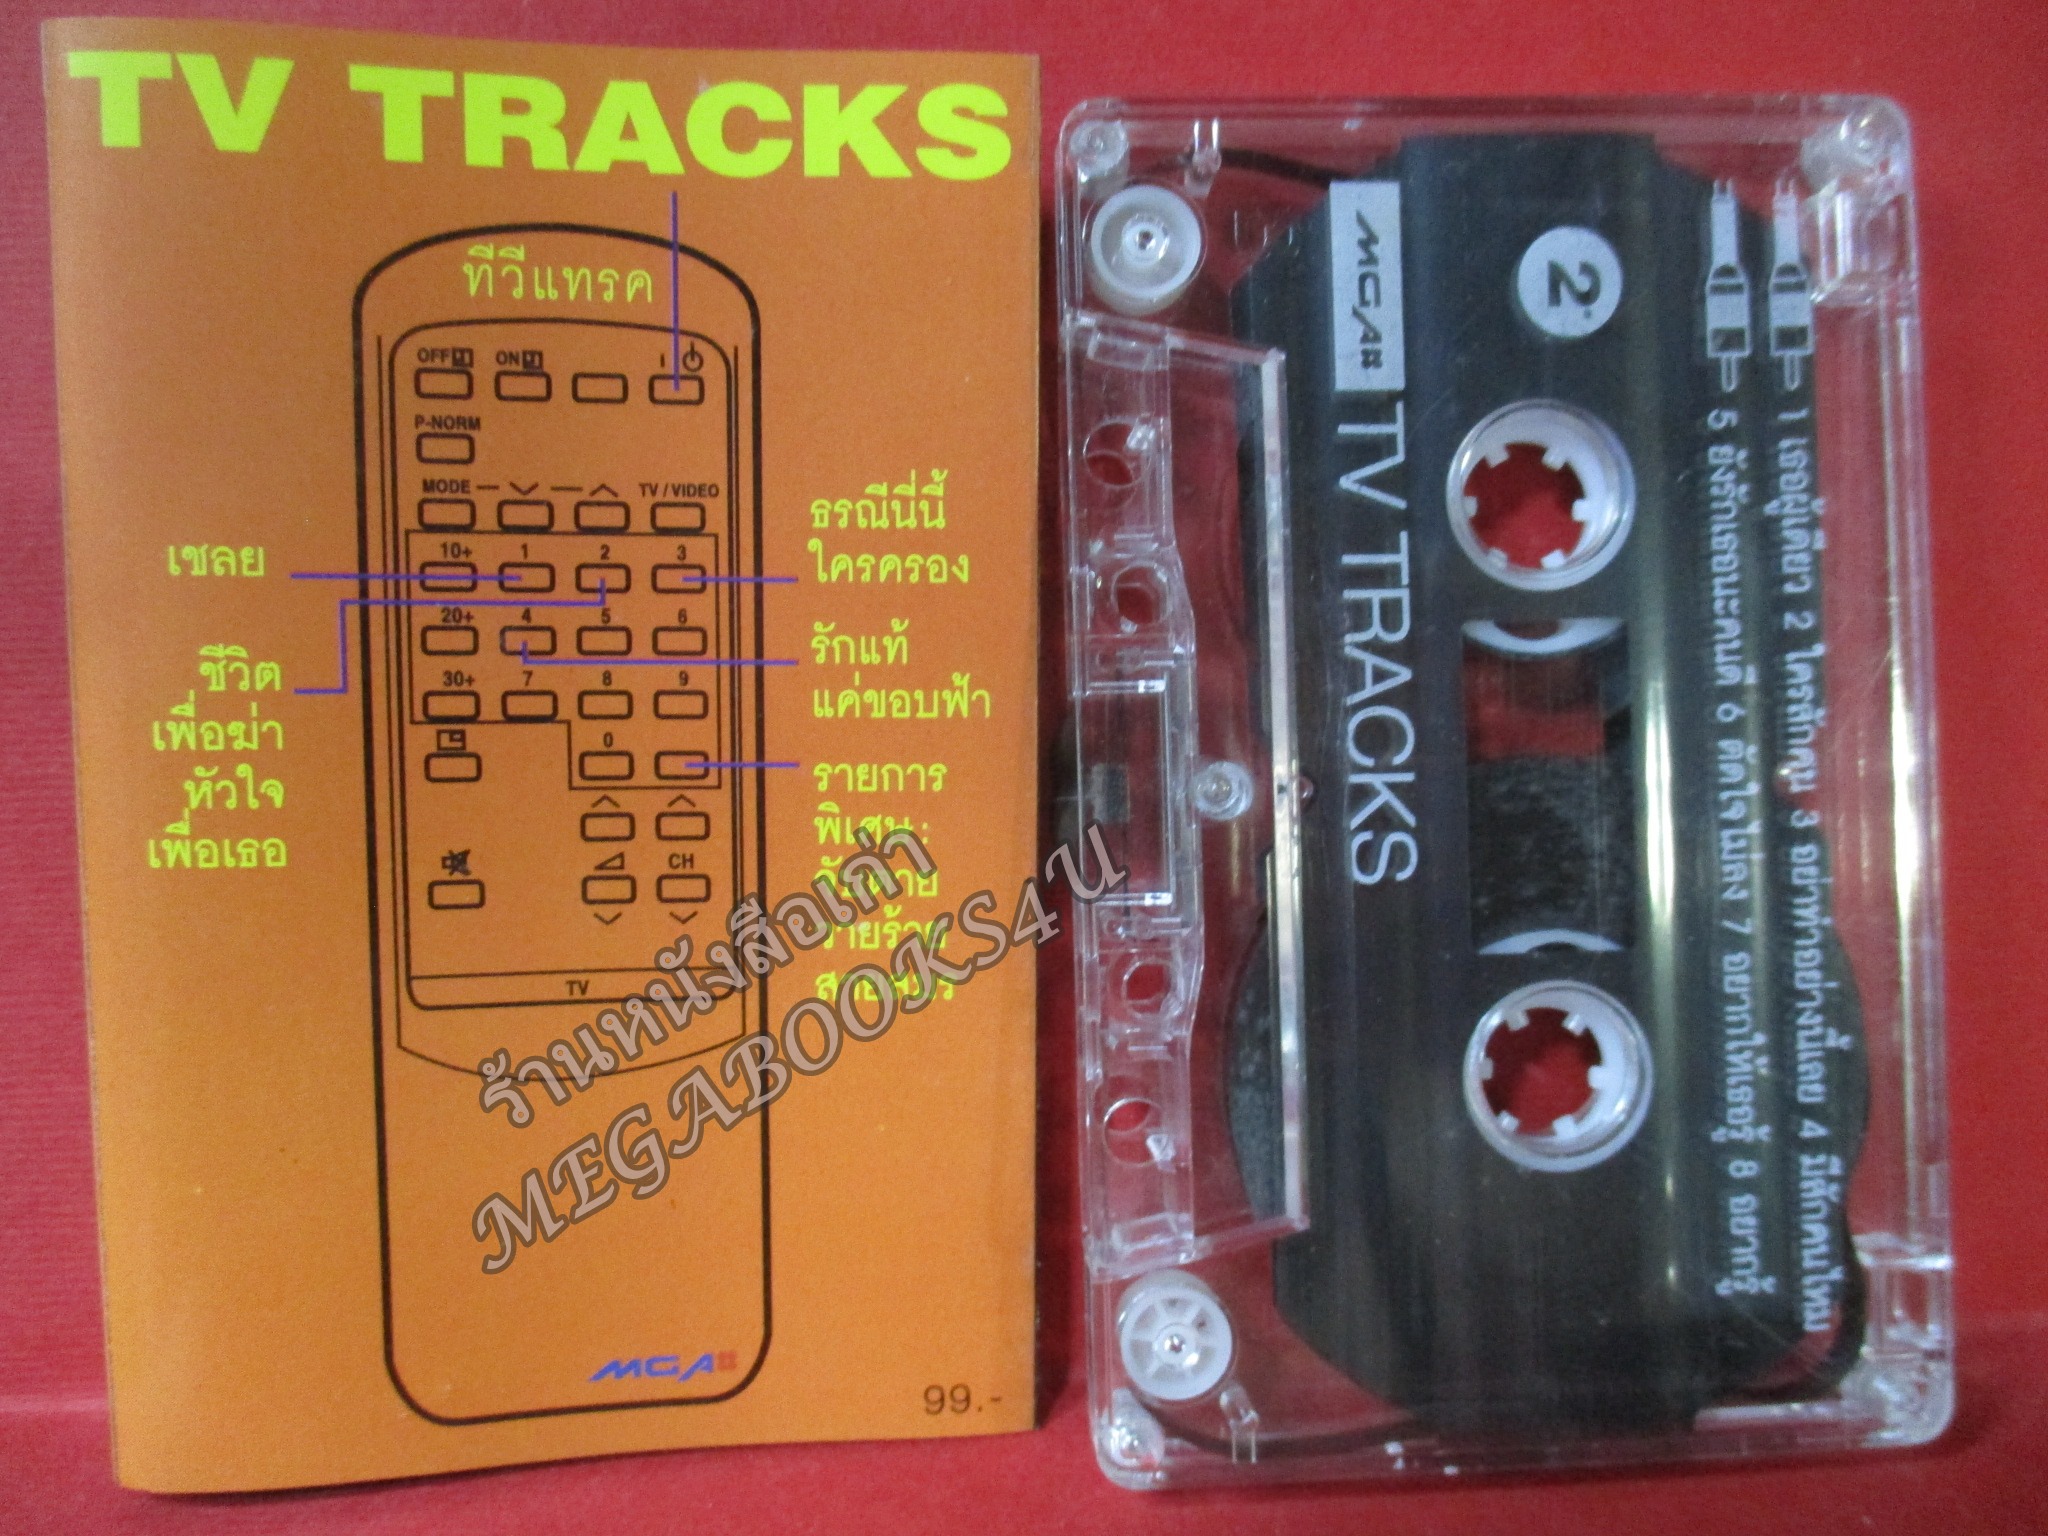 TV TRACKS
ทีวีแทรค
OFF
ON
I
P-NORM
MODE
TV / VIDEO
10+ 1 2 3
20+ 4 5 6
30+ 7 8 9
0
CH
TV
เชลย
ชีวิต
เพื่อฆ่า
หัวใจ
เพื่อเธอ
ธรณีนี่นี้
ใครครอง
รักแท้
แค่ขอบฟ้า
รายการ
พิเศษ :
MGA
99.-
ร้านหนังสือเก่า
MEGABOOKS4U
MGA
TV TRACKS
2
1 เธอผู้เดียว 2 ใครสักคน 3 อย่าทำอย่างนี้เลย 4 มีสักคนไหม
5 ยังรักเธอนะคนดี 6 ตัดใจไม่ลง 7 อยากให้เธอรู้ 8 อยากรู้